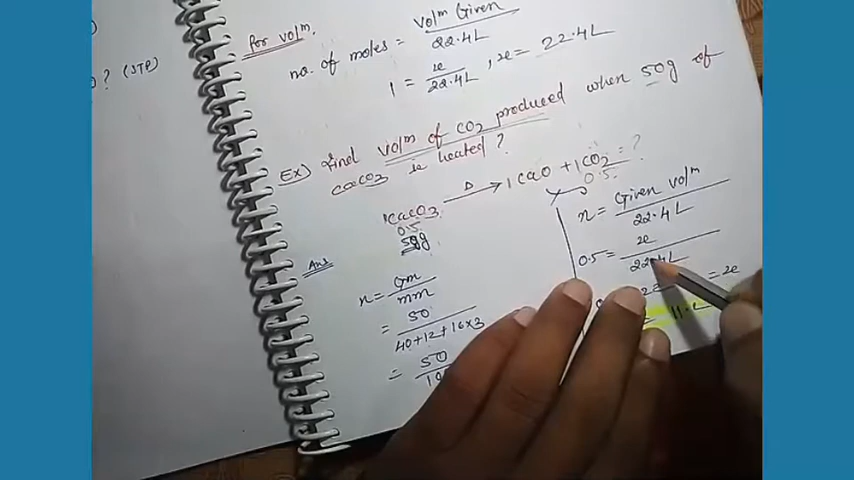 ? (STP)
for volᵐ.
no. of moles = Volᵐ Given / 22.4L
1 = x / 22.4L , x = 22.4L
Ex) Find volᵐ of CO₂ produced when 50g of
CaCO₃ is heated?
1CaCO₃ —Δ→ 1CaO + 1CO₂ = ?
0.5
0.5
50g
Ans
n = Gm / mm
= 50 / 40+12+16×3
= 50 / 10
n = Given volᵐ / 22.4L
0.5 = x / 22.4L
= x
= 11.2